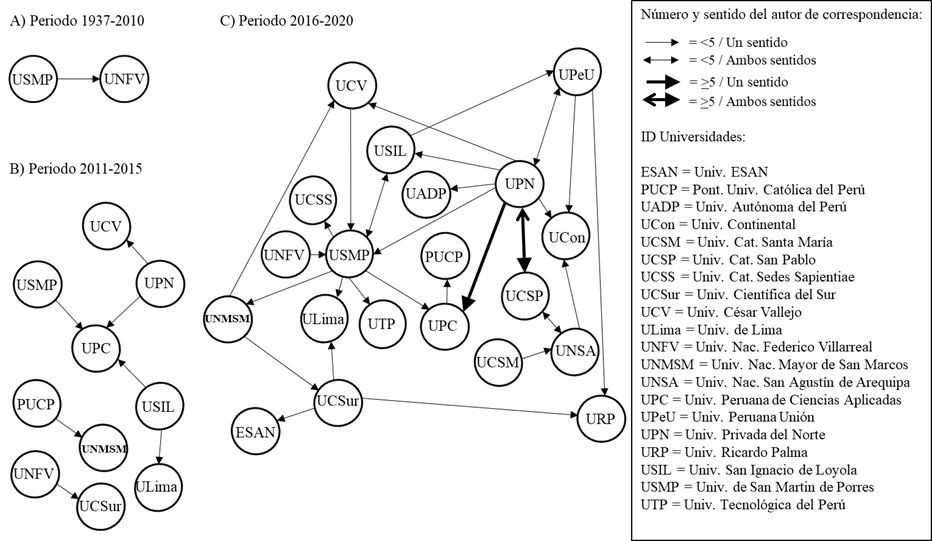 A) Periodo 1937-2010
USMP
UNFV
B) Periodo 2011-2015
UCV
USMP
UPN
UPC
PUCP
USIL
UNMSM
UNFV
ULima
UCSur
C) Periodo 2016-2020
UPeU
UCV
USIL
UPN
UADP
UCSS
UCon
UNFV
USMP
PUCP
UCSP
UNMSM
ULima
UTP
UPC
UCSM
UNSA
UCSur
ESAN
URP
Número y sentido del autor de correspondencia:
= <5 / Un sentido
= <5 / Ambos sentidos
= ≥5 / Un sentido
= ≥5 / Ambos sentidos
ID Universidades:
ESAN = Univ. ESAN
PUCP = Pont. Univ. Católica del Perú
UADP = Univ. Autónoma del Perú
UCon = Univ. Continental
UCSM = Univ. Cat. Santa María
UCSP = Univ. Cat. San Pablo
UCSS = Univ. Cat. Sedes Sapientiae
UCSur = Univ. Científica del Sur
UCV = Univ. César Vallejo
ULima = Univ. de Lima
UNFV = Univ. Nac. Federico Villarreal
UNMSM = Univ. Nac. Mayor de San Marcos
UNSA = Univ. Nac. San Agustín de Arequipa
UPC = Univ. Peruana de Ciencias Aplicadas
UPeU = Univ. Peruana Unión
UPN = Univ. Privada del Norte
URP = Univ. Ricardo Palma
USIL = Univ. San Ignacio de Loyola
USMP = Univ. de San Martin de Porres
UTP = Univ. Tecnológica del Perú